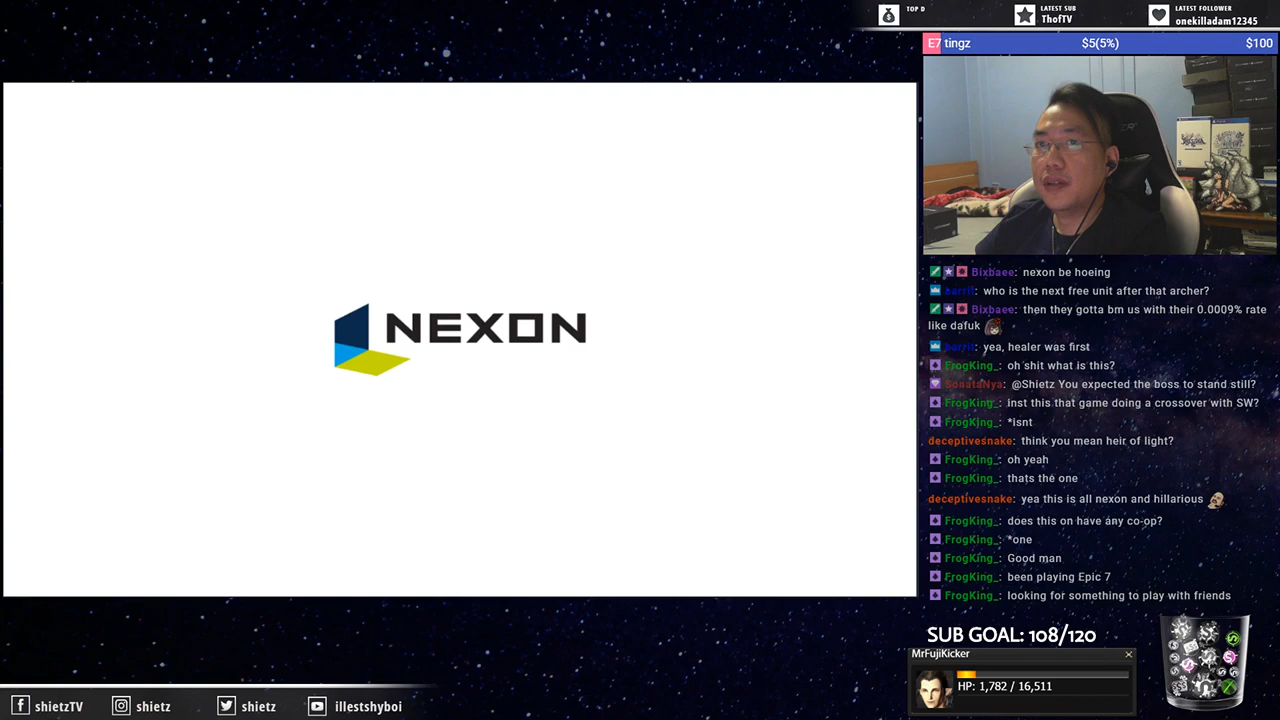 TOP D
LATEST SUB
ThofTV
LATEST FOLLOWER
onekilladam12345
E7 tingz $5(5%) $100
NEXON
Bixbaee: nexon be hoeing
barrit: who is the next free unit after that archer?
Bixbaee: then they gotta bm us with their 0.0009% rate
like dafuk
barrit: yea, healer was first
FrogKing_: oh shit what is this?
SonataNya: @Shietz You expected the boss to stand still?
FrogKing_: inst this that game doing a crossover with SW?
FrogKing_: *isnt
deceptivesnake: think you mean heir of light?
FrogKing_: oh yeah
FrogKing_: thats the one
deceptivesnake: yea this is all nexon and hillarious
FrogKing_: does this on have any co-op?
FrogKing_: *one
FrogKing_: Good man
FrogKing_: been playing Epic 7
FrogKing_: looking for something to play with friends
SUB GOAL: 108/120
MrFujiKicker
HP: 1,782 / 16,511
shietzTV shietz shietz illestshyboi